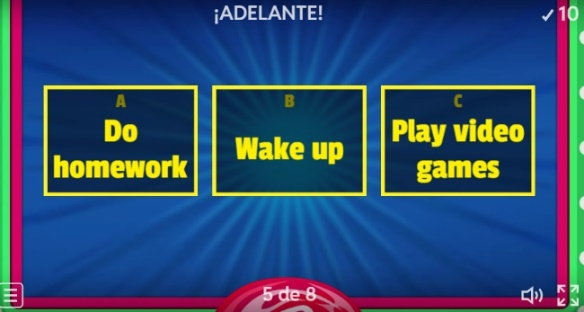 ¡ADELANTE!
✓ 10
A
Do
homework
B
Wake up
C
Play video
games
5 de 8